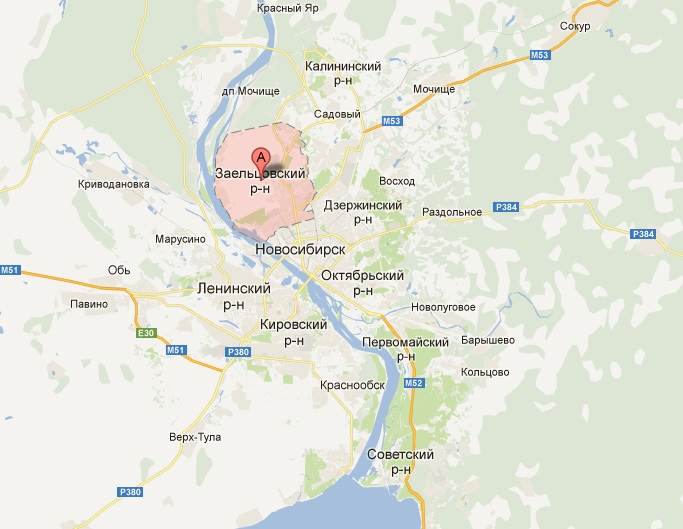 Красный Яр
Сокур
M53
Калининский
р-н
дп Мочище
Мочище
Садовый
M53
A
Заельцовский
р-н
Криводановка
Восход
Дзержинский
р-н
Раздольное
P384
P384
Марусино
Новосибирск
M51
Обь
Октябрьский
р-н
Ленинский
р-н
Павино
Новолуговое
E30
Кировский
р-н
Первомайский
р-н
Барышево
M51
P380
Кольцово
Краснообск
M52
Верх-Тула
Советский
р-н
P380